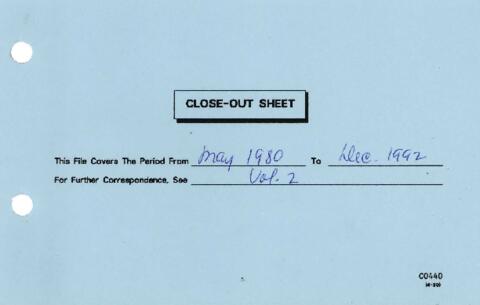 CLOSE-OUT SHEET
This File Covers The Period From May 1980 To Dec. 1992
For Further Correspondence, See Vol. 2
C0440